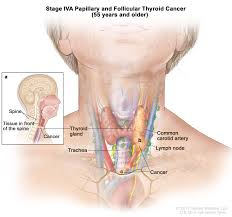 Stage IVA Papillary and Follicular Thyroid Cancer
(55 years and older)
a
Spine
Tissue in front
of the spine
Cancer
Thyroid
gland
Trachea
Common
carotid artery
Lymph node
a
b
Cancer